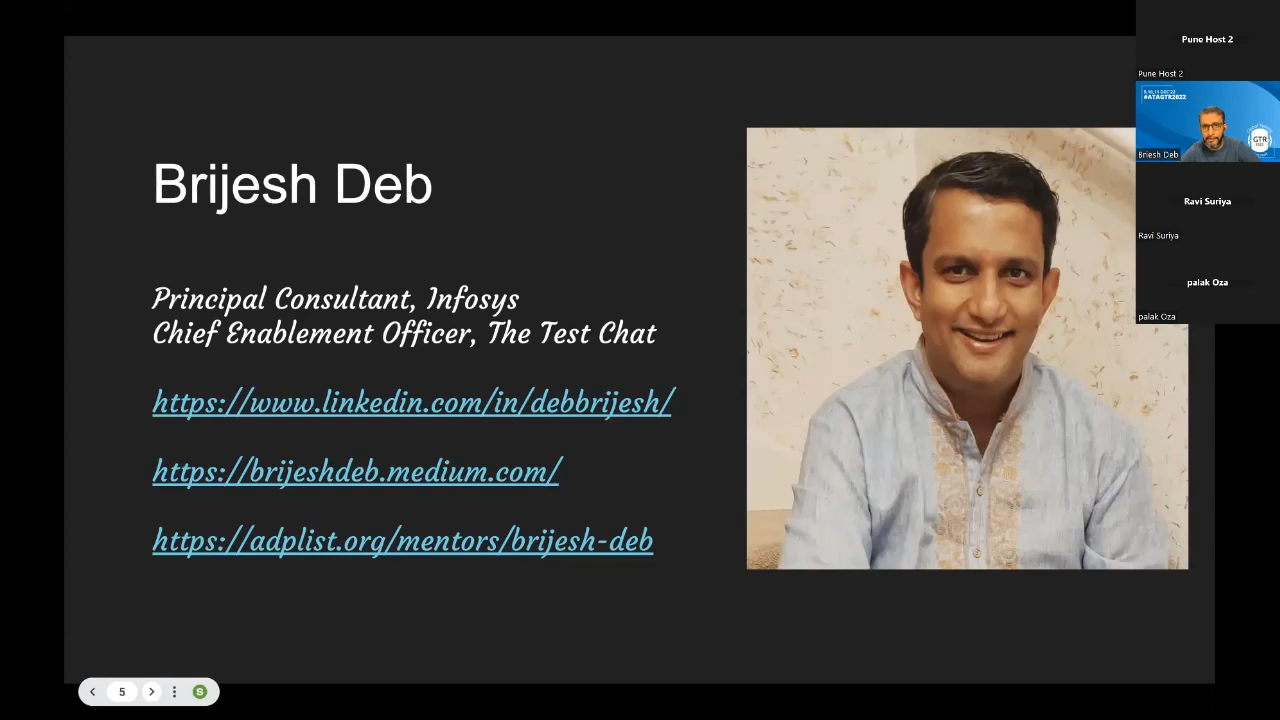 Brijesh Deb
Principal Consultant, Infosys
Chief Enablement Officer, The Test Chat
https://www.linkedin.com/in/debbrijesh/
https://brijeshdeb.medium.com/
https://adplist.org/mentors/brijesh-deb
5
S
Pune Host 2
Pune Host 2
#ATAGTR2022
GTR
Briesh Deb
Ravi Suriya
Ravi Suriya
palak Oza
palak Oza